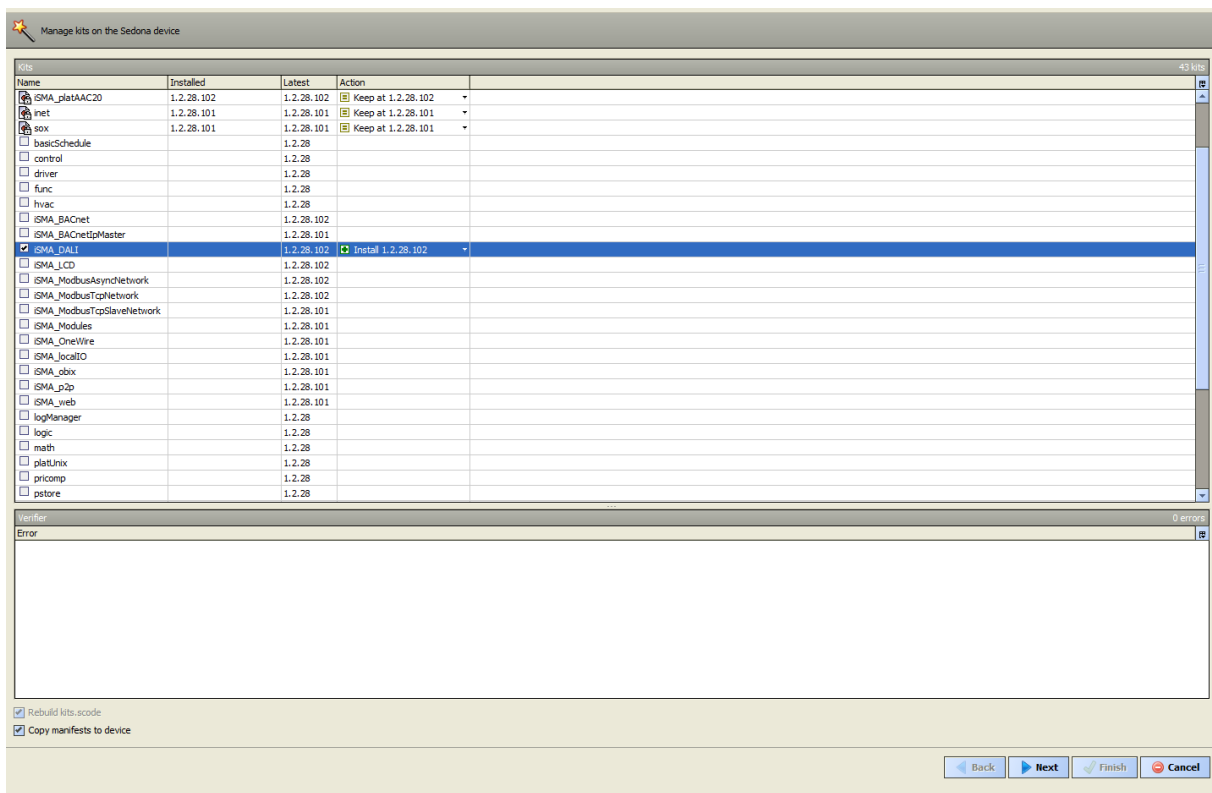 Manage kits on the Sedona device
Kits 43 kits
Name Installed Latest Action
iSMA_platAAC20 1.2.28.102 1.2.28.102 Keep at 1.2.28.102
inet 1.2.28.101 1.2.28.101 Keep at 1.2.28.101
sox 1.2.28.101 1.2.28.101 Keep at 1.2.28.101
basicSchedule 1.2.28
control 1.2.28
driver 1.2.28
func 1.2.28
hvac 1.2.28
iSMA_BACnet 1.2.28.102
iSMA_BACnetIpMaster 1.2.28.101
iSMA_DALI 1.2.28.102 Install 1.2.28.102
iSMA_LCD 1.2.28.102
iSMA_ModbusAsyncNetwork 1.2.28.102
iSMA_ModbusTcpNetwork 1.2.28.102
iSMA_ModbusTcpSlaveNetwork 1.2.28.101
iSMA_Modules 1.2.28.101
iSMA_OneWire 1.2.28.101
iSMA_localIO 1.2.28.101
iSMA_obix 1.2.28.101
iSMA_p2p 1.2.28.101
iSMA_web 1.2.28.101
logManager 1.2.28
logic 1.2.28
math 1.2.28
platUnix 1.2.28
pricomp 1.2.28
pstore 1.2.28
Verifier 0 errors
Error
Rebuild kits.scode
Copy manifests to device
Back Next Finish Cancel